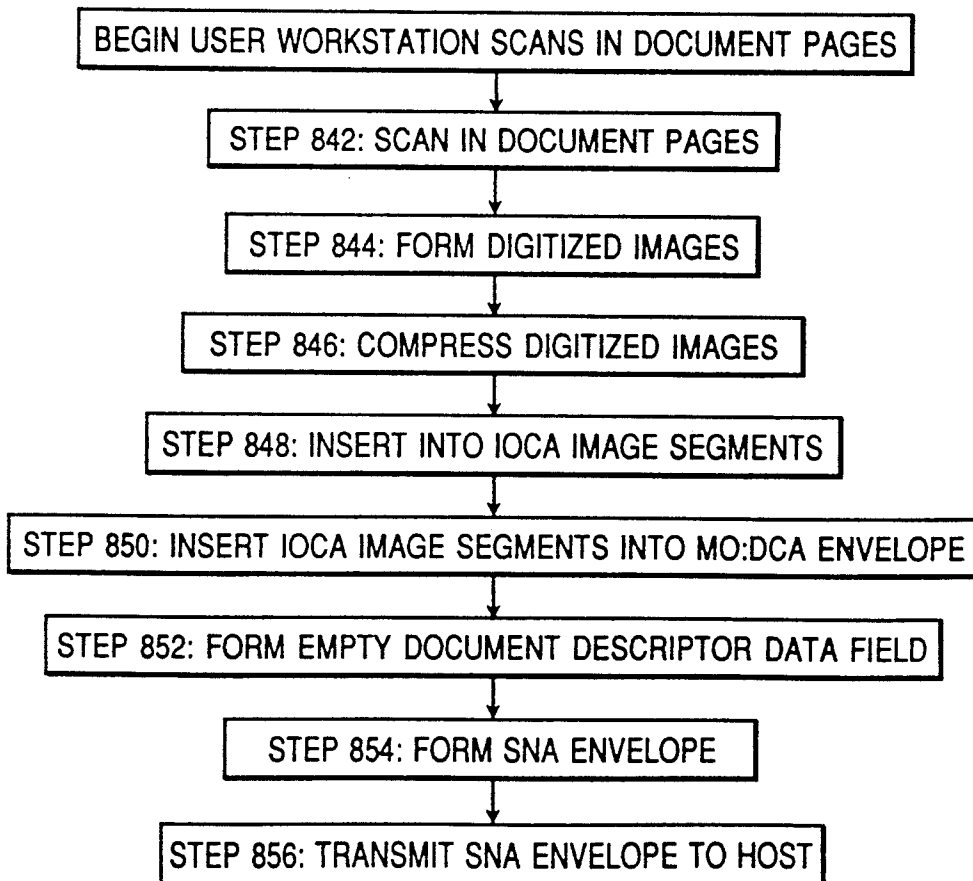 BEGIN USER WORKSTATION SCANS IN DOCUMENT PAGES
STEP 842: SCAN IN DOCUMENT PAGES
STEP 844: FORM DIGITIZED IMAGES
STEP 846: COMPRESS DIGITIZED IMAGES
STEP 848: INSERT INTO IOCA IMAGE SEGMENTS
STEP 850: INSERT IOCA IMAGE SEGMENTS INTO MO:DCA ENVELOPE
STEP 852: FORM EMPTY DOCUMENT DESCRIPTOR DATA FIELD
STEP 854: FORM SNA ENVELOPE
STEP 856: TRANSMIT SNA ENVELOPE TO HOST